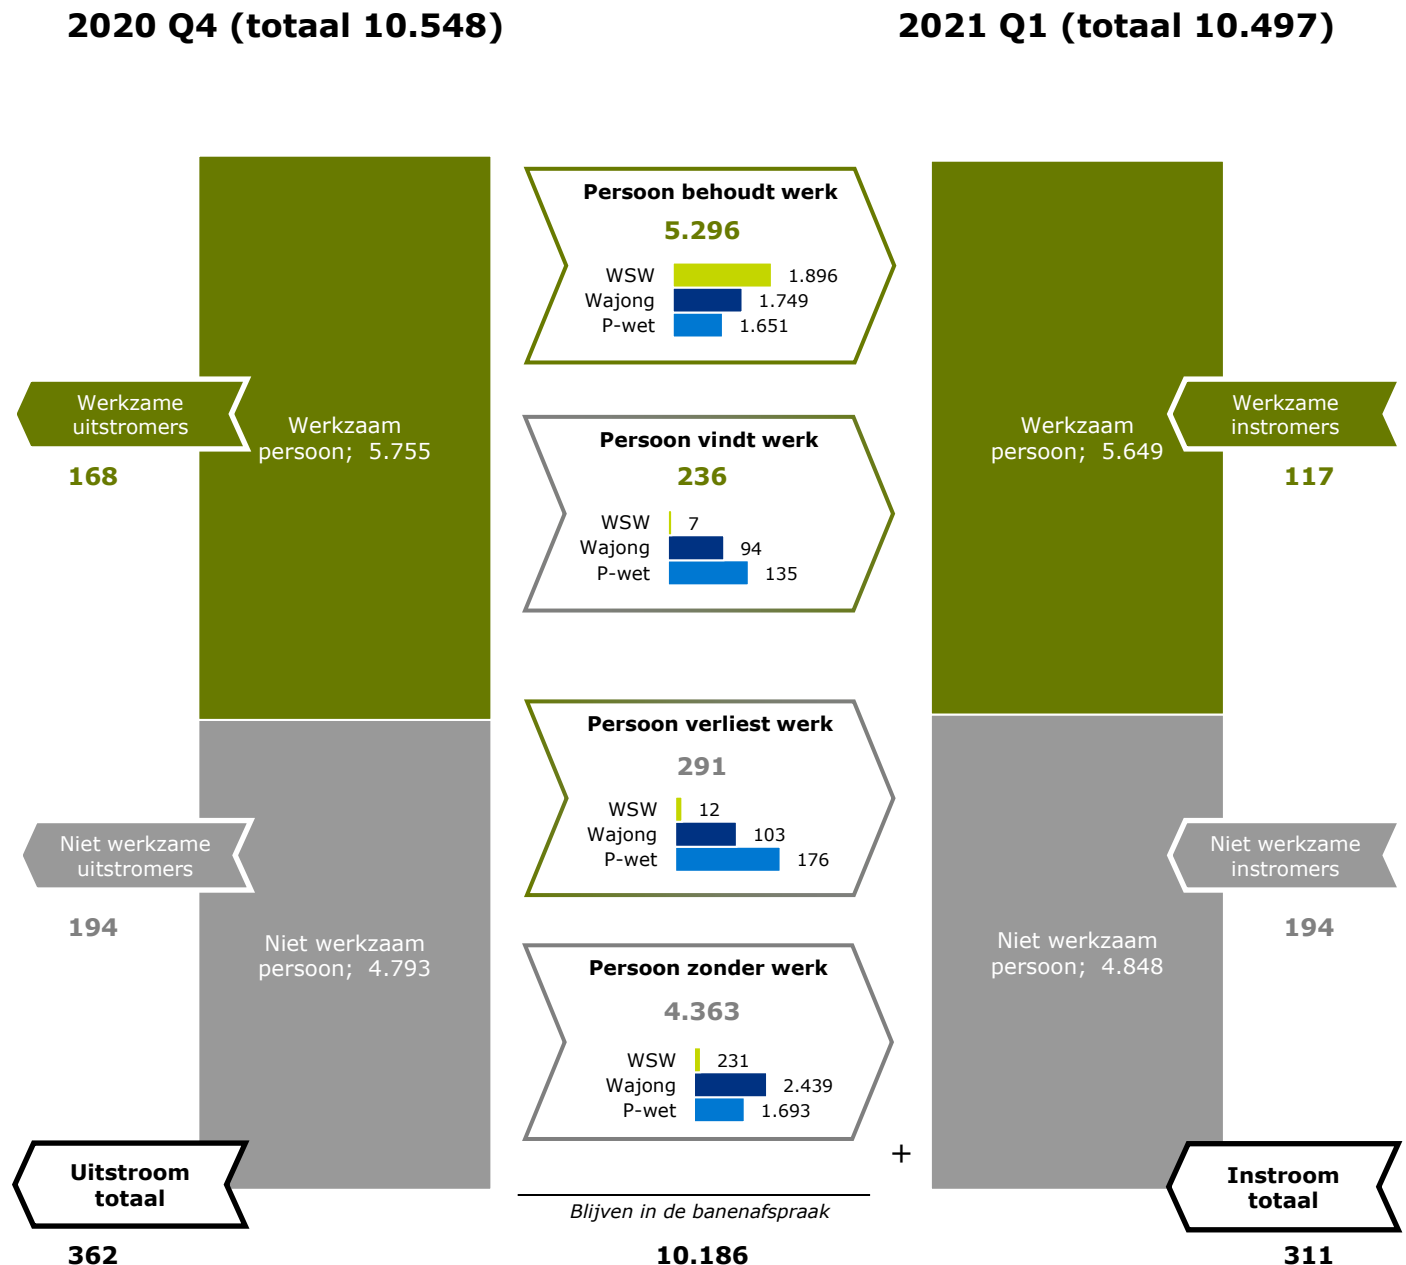 2020 Q4 (totaal 10.548)
2021 Q1 (totaal 10.497)
Werkzame
uitstromers
168
Werkzaam
persoon; 5.755
Niet werkzame
uitstromers
194
Niet werkzaam
persoon; 4.793
Uitstroom
totaal
362
Persoon behoudt werk
5.296
WSW 1.896
Wajong 1.749
P-wet 1.651
Persoon vindt werk
236
WSW 7
Wajong 94
P-wet 135
Persoon verliest werk
291
WSW 12
Wajong 103
P-wet 176
Persoon zonder werk
4.363
WSW 231
Wajong 2.439
P-wet 1.693
+
Blijven in de banenafspraak
10.186
Werkzaam
persoon; 5.649
Werkzame
instromers
117
Niet werkzaam
persoon; 4.848
Niet werkzame
instromers
194
Instroom
totaal
311